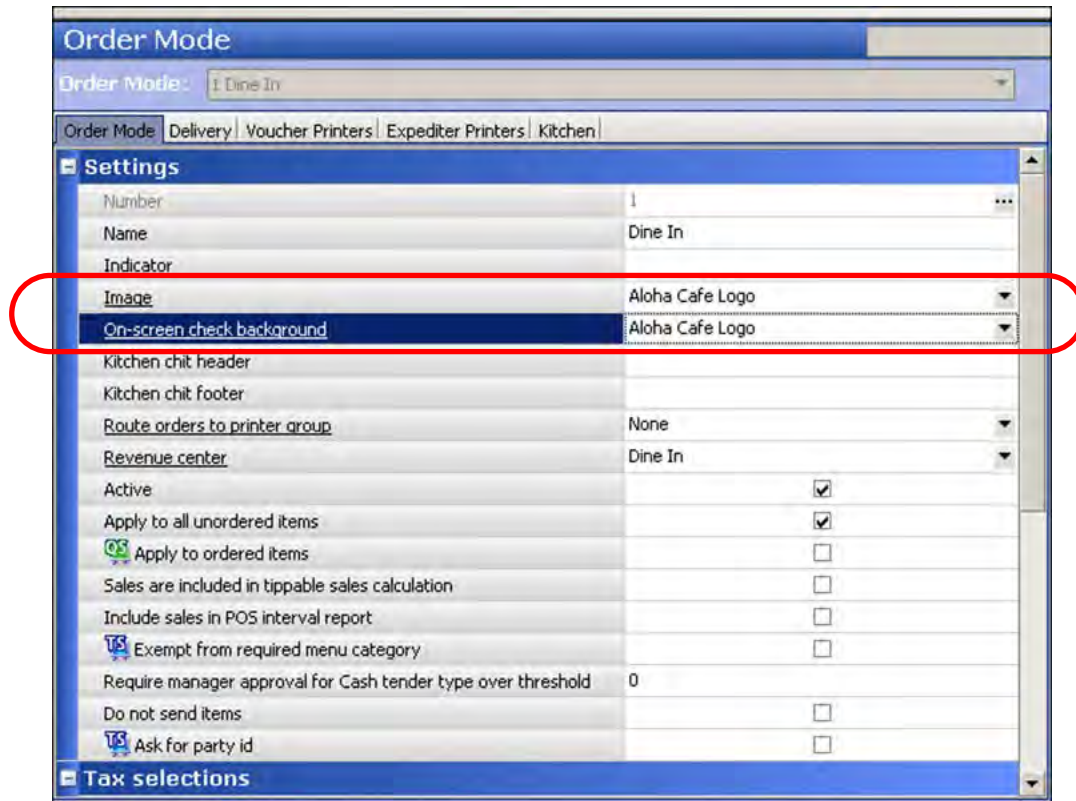 Order Mode
Order Mode: 1 Dine In
Order Mode Delivery Voucher Printers Expediter Printers Kitchen
Settings
Number 1 ...
Name Dine In
Indicator
Image Aloha Cafe Logo
On-screen check background Aloha Cafe Logo
Kitchen chit header
Kitchen chit footer
Route orders to printer group None
Revenue center Dine In
Active
Apply to all unordered items
QS Apply to ordered items
Sales are included in tippable sales calculation
Include sales in POS interval report
TS Exempt from required menu category
Require manager approval for Cash tender type over threshold 0
Do not send items
TS Ask for party id
Tax selections